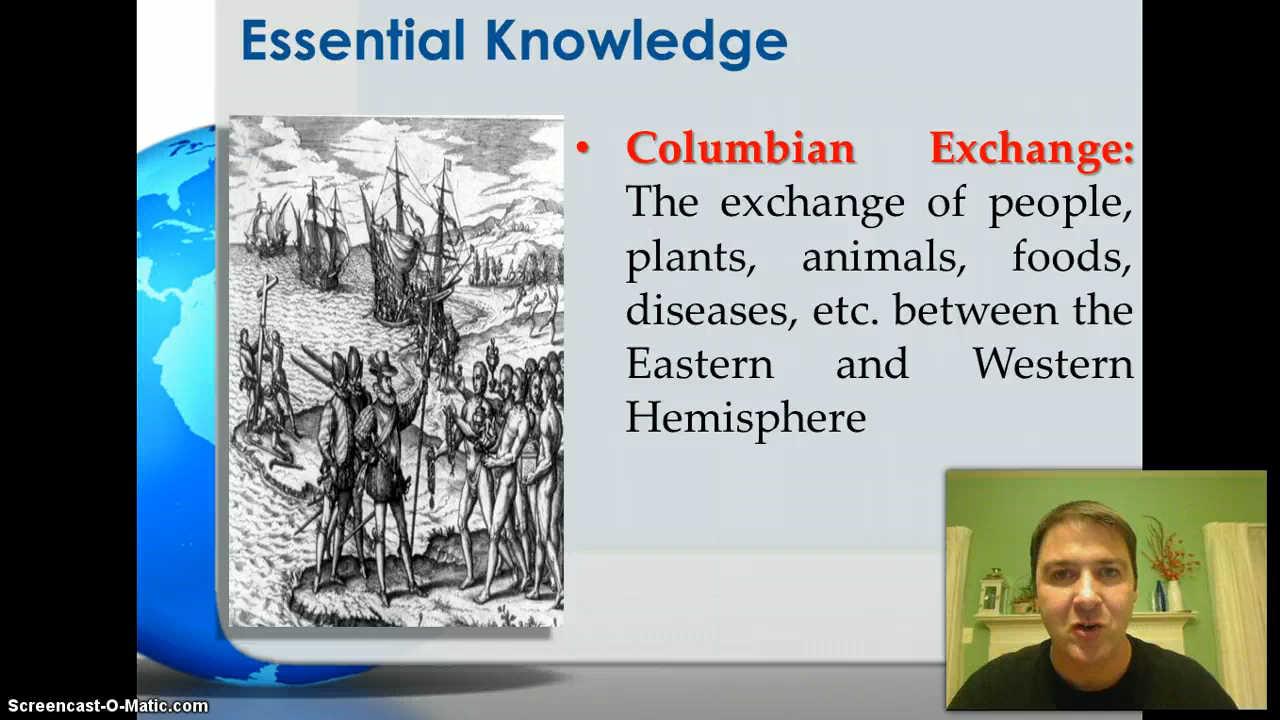 Essential Knowledge
• Columbian Exchange:
The exchange of people,
plants, animals, foods,
diseases, etc. between the
Eastern and Western
Hemisphere
Screencast-O-Matic.com